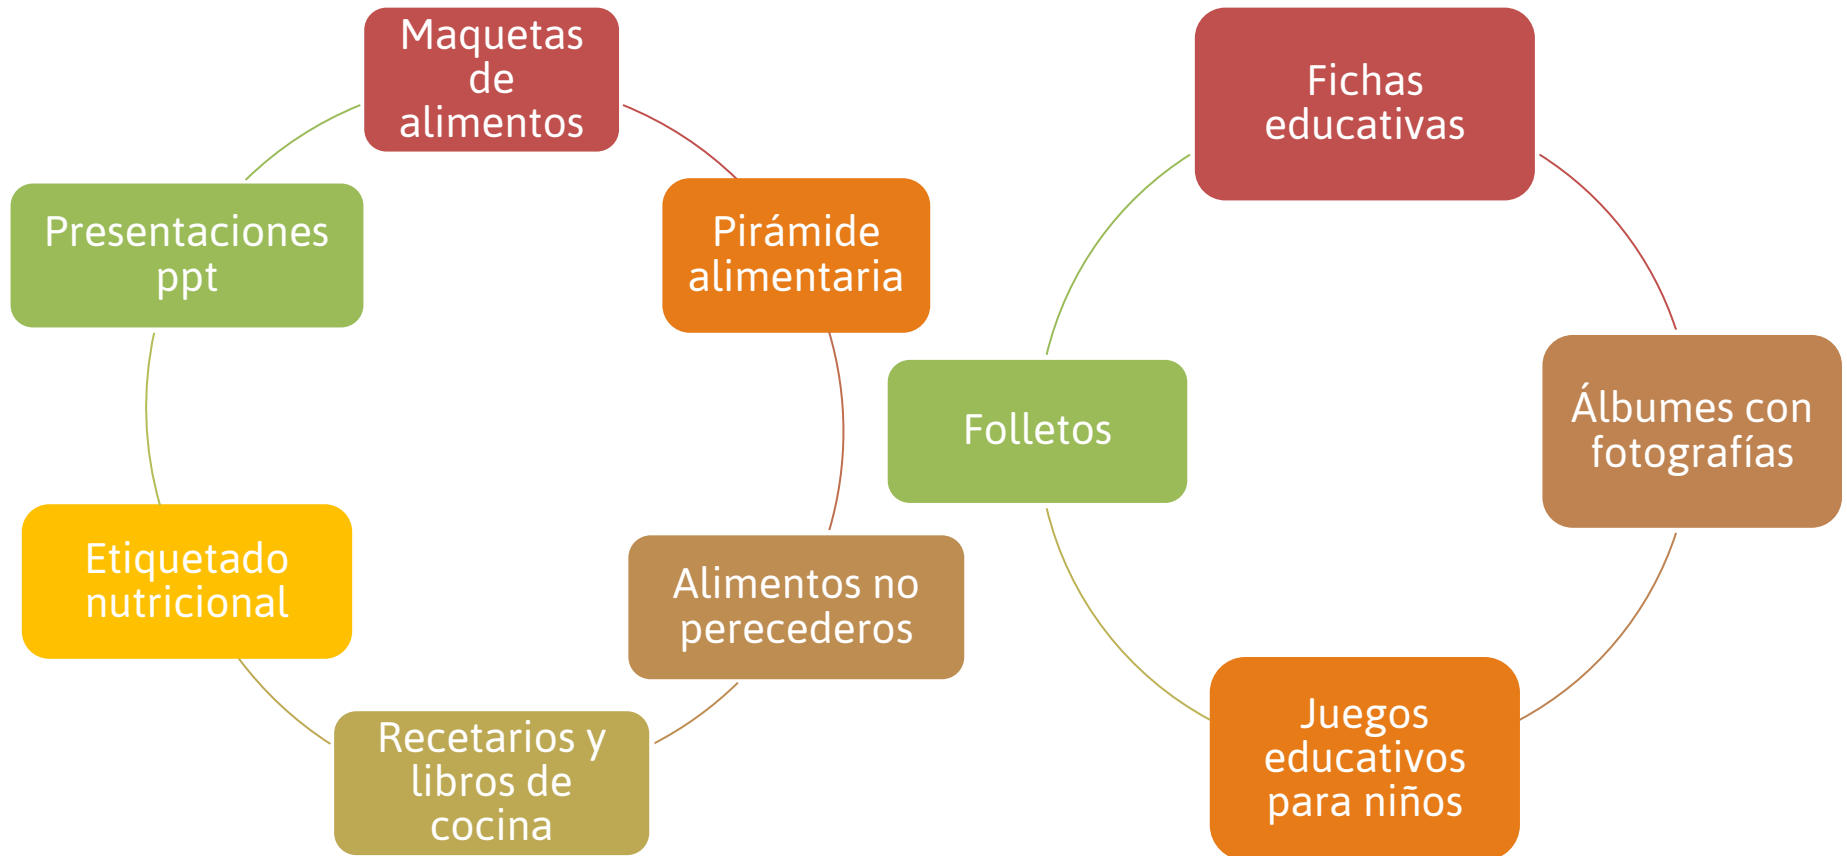 Maquetas
de
alimentos
Pirámide
alimentaria
Alimentos no
perecederos
Recetarios y
libros de
cocina
Etiquetado
nutricional
Presentaciones
ppt
Fichas
educativas
Álbumes con
fotografías
Juegos
educativos
para niños
Folletos